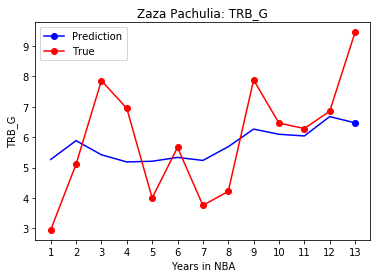 Zaza Pachulia: TRB_G
Prediction
True
TRB_G
9
8
7
6
5
4
3
1 2 3 4 5 6 7 8 9 10 11 12 13
Years in NBA